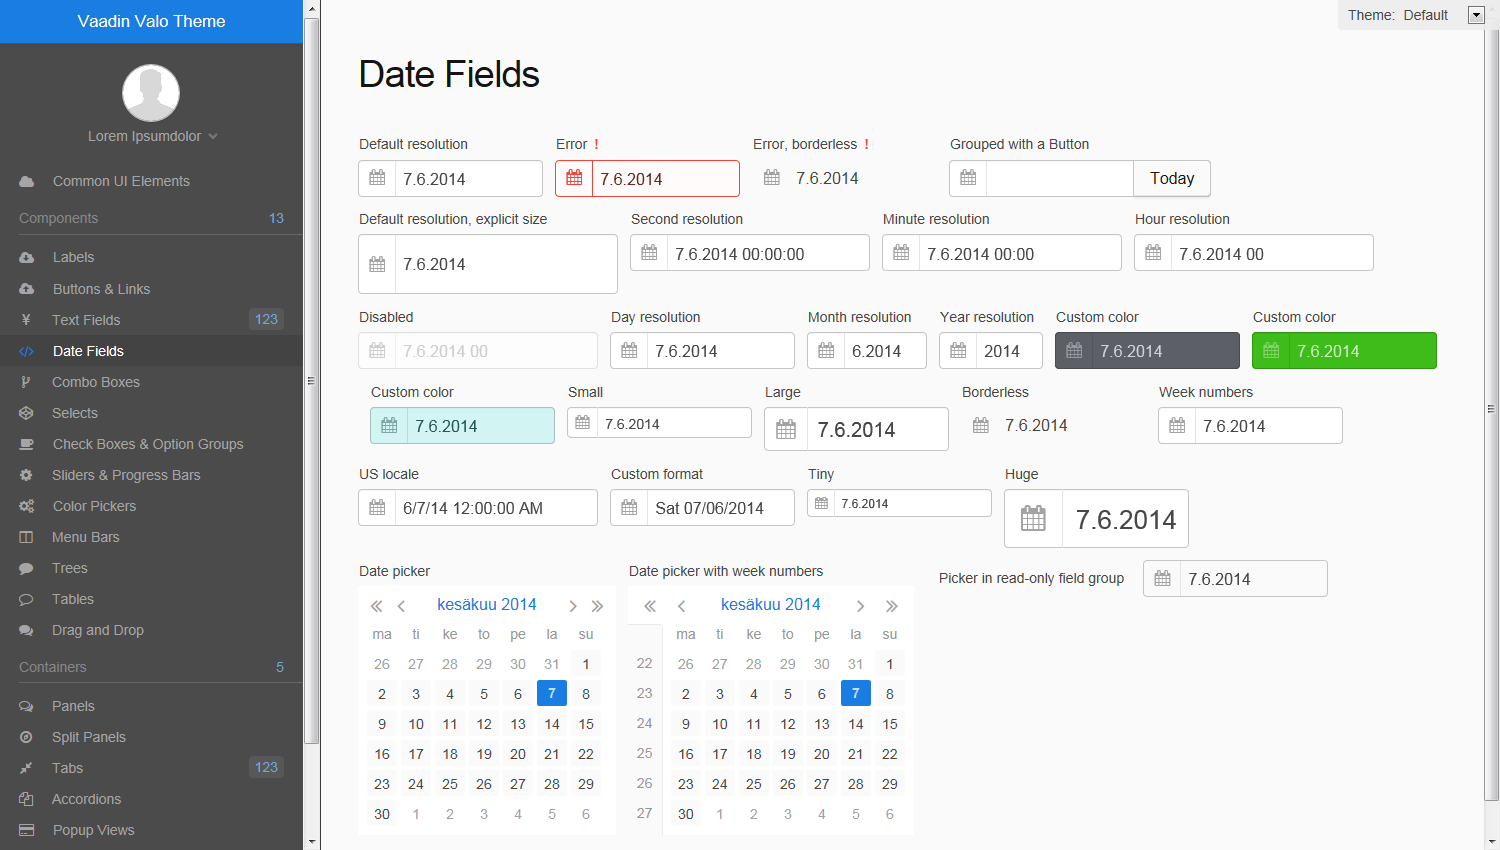 Vaadin Valo Theme
Lorem Ipsumdolor
Common UI Elements
Components 13
Labels
Buttons & Links
Text Fields 123
Date Fields
Combo Boxes
Selects
Check Boxes & Option Groups
Sliders & Progress Bars
Color Pickers
Menu Bars
Trees
Tables
Drag and Drop
Containers 5
Panels
Split Panels
Tabs 123
Accordions
Popup Views
Theme: Default
Date Fields
Default resolution Error ! Error, borderless ! Grouped with a Button
7.6.2014 7.6.2014 7.6.2014 Today
Default resolution, explicit size Second resolution Minute resolution Hour resolution
7.6.2014 7.6.2014 00:00:00 7.6.2014 00:00 7.6.2014 00
Disabled Day resolution Month resolution Year resolution Custom color Custom color
7.6.2014 00 7.6.2014 6.2014 2014 7.6.2014 7.6.2014
Custom color Small Large Borderless Week numbers
7.6.2014 7.6.2014 7.6.2014 7.6.2014 7.6.2014
US locale Custom format Tiny Huge
6/7/14 12:00:00 AM Sat 07/06/2014 7.6.2014 7.6.2014
Date picker
kesäkuu 2014
ma ti ke to pe la su
26 27 28 29 30 31 1
2 3 4 5 6 7 8
9 10 11 12 13 14 15
16 17 18 19 20 21 22
23 24 25 26 27 28 29
30 1 2 3 4 5 6
Date picker with week numbers
kesäkuu 2014
ma ti ke to pe la su
22 26 27 28 29 30 31 1
23 2 3 4 5 6 7 8
24 9 10 11 12 13 14 15
25 16 17 18 19 20 21 22
26 23 24 25 26 27 28 29
27 30 1 2 3 4 5 6
Picker in read-only field group 7.6.2014